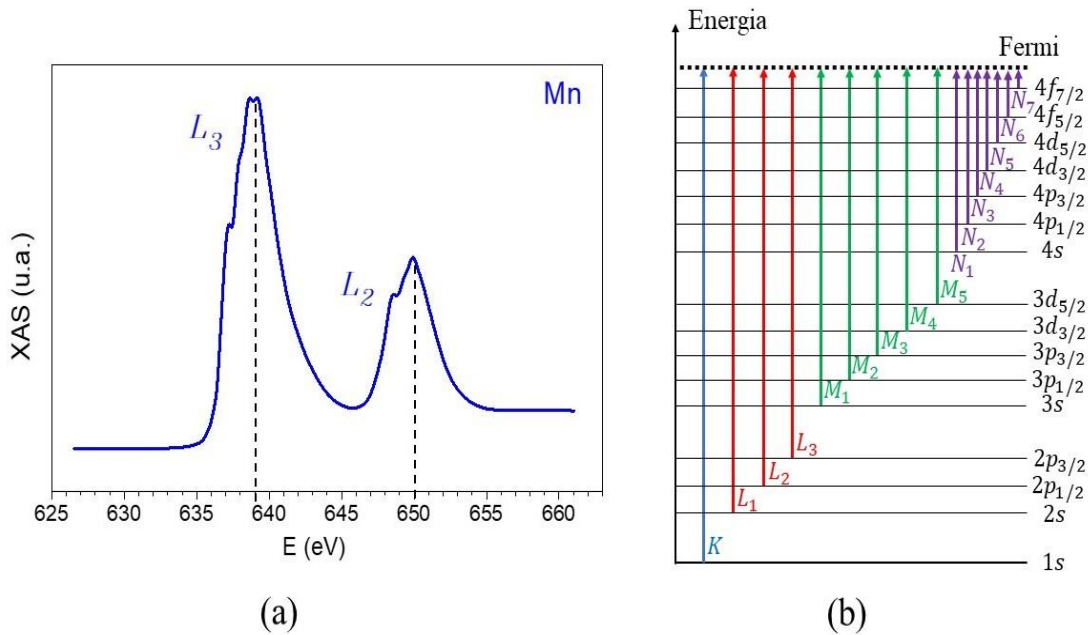 Mn
L₃
L₂
XAS (u.a.)
625 630 635 640 645 650 655 660
E (eV)
(a)
Energia
Fermi
4f₇/₂
N₇
4f₅/₂
N₆
4d₅/₂
N₅
4d₃/₂
N₄
4p₃/₂
N₃
4p₁/₂
N₂
4s
N₁
3d₅/₂
M₅
3d₃/₂
M₄
3p₃/₂
M₃
3p₁/₂
M₂
3s
M₁
2p₃/₂
L₃
2p₁/₂
L₂
2s
L₁
K
1s
(b)